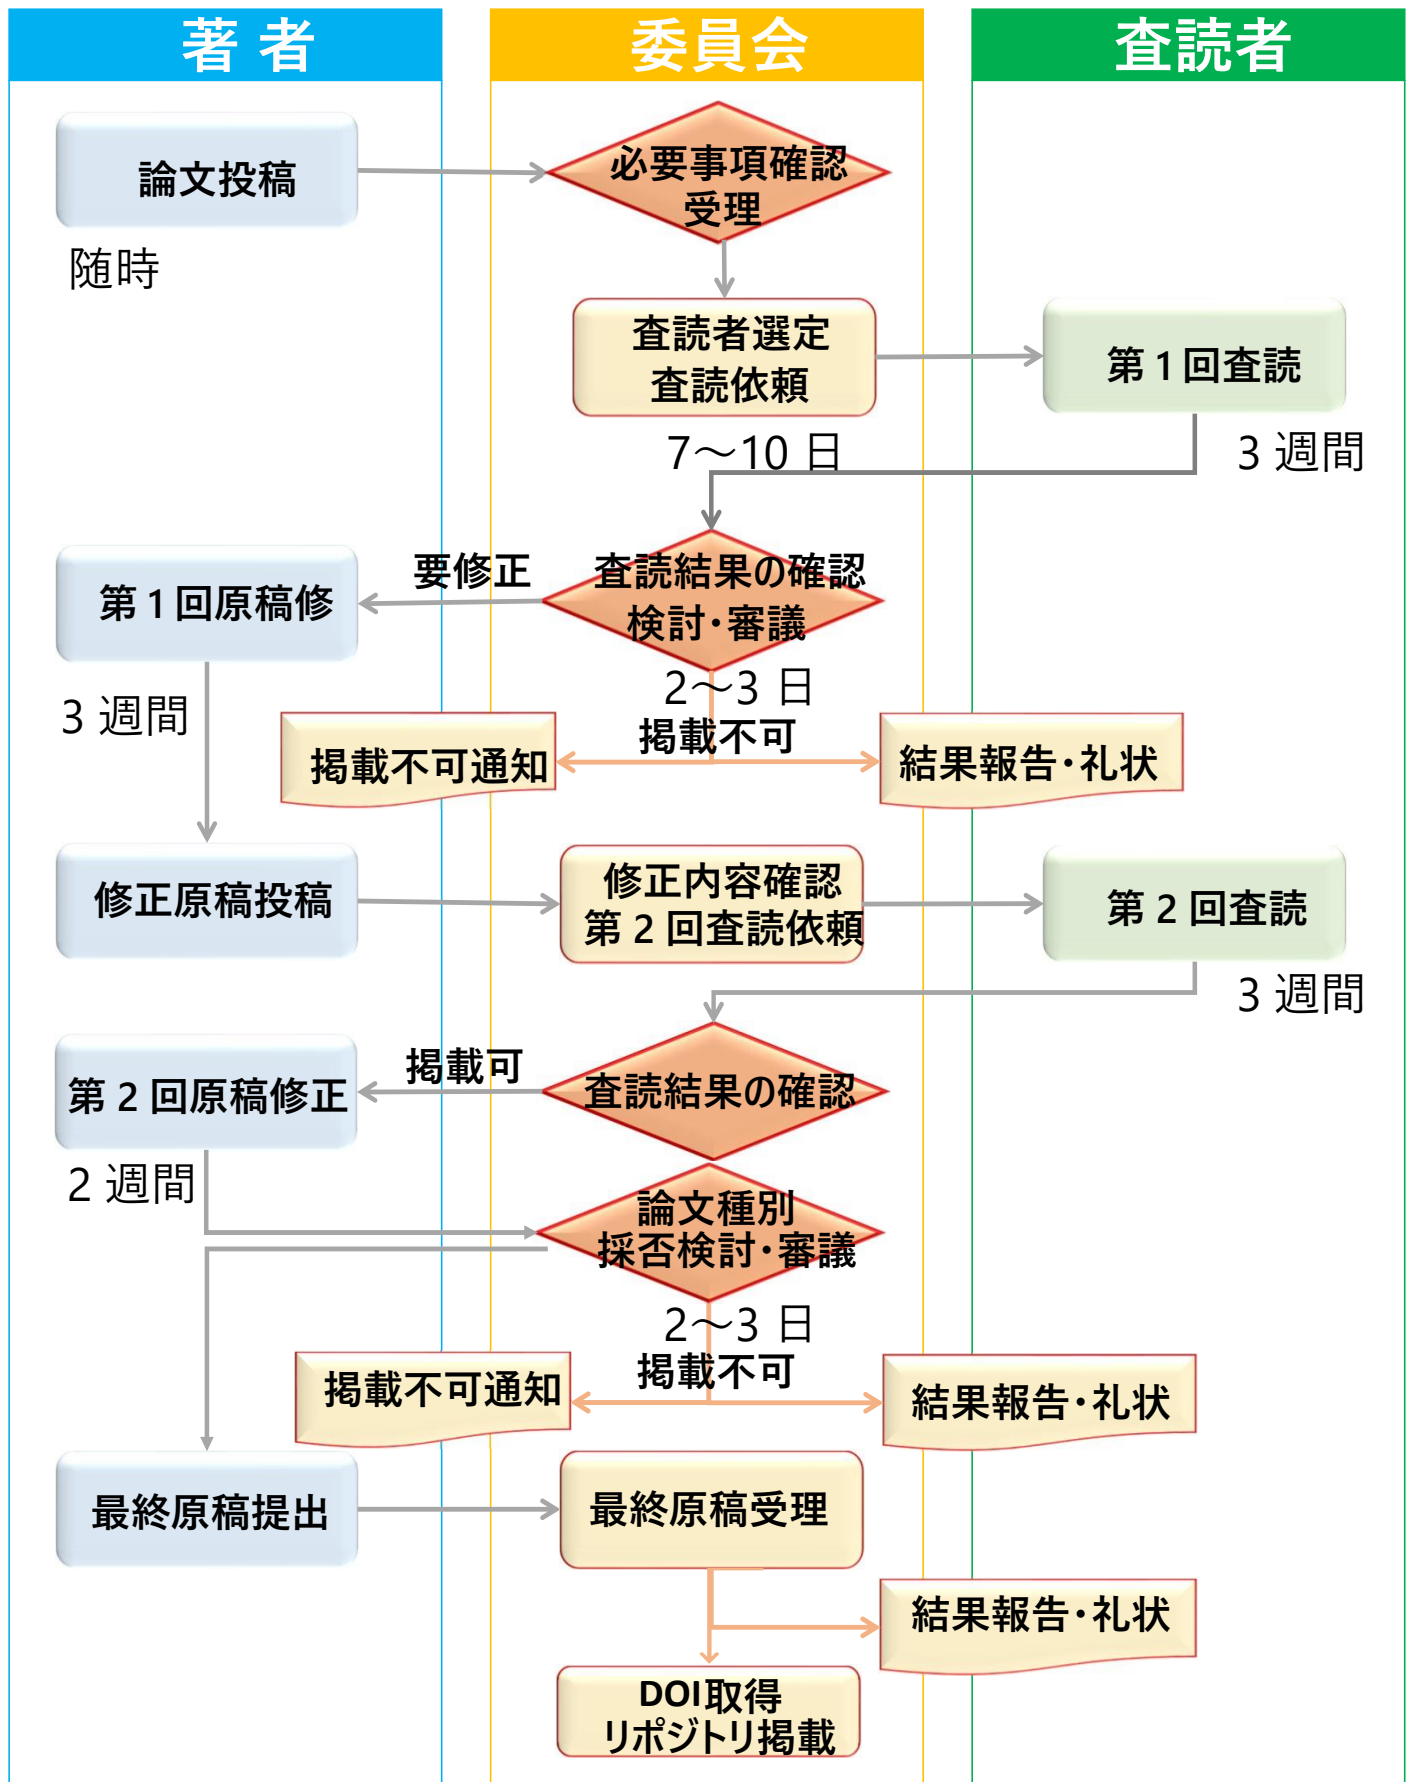 著 者
委員会
査読者
論文投稿
必要事項確認
受理
随時
査読者選定
査読依頼
第 1 回査読
7～10 日
3 週間
要修正
査読結果の確認
検討・審議
第 1 回原稿修
2～3 日
3 週間
掲載不可
掲載不可通知
結果報告・礼状
修正原稿投稿
修正内容確認
第 2 回査読依頼
第 2 回査読
3 週間
掲載可
査読結果の確認
第 2 回原稿修正
2 週間
論文種別
採否検討・審議
2～3 日
掲載不可
掲載不可通知
結果報告・礼状
最終原稿提出
最終原稿受理
結果報告・礼状
DOI取得
リポジトリ掲載